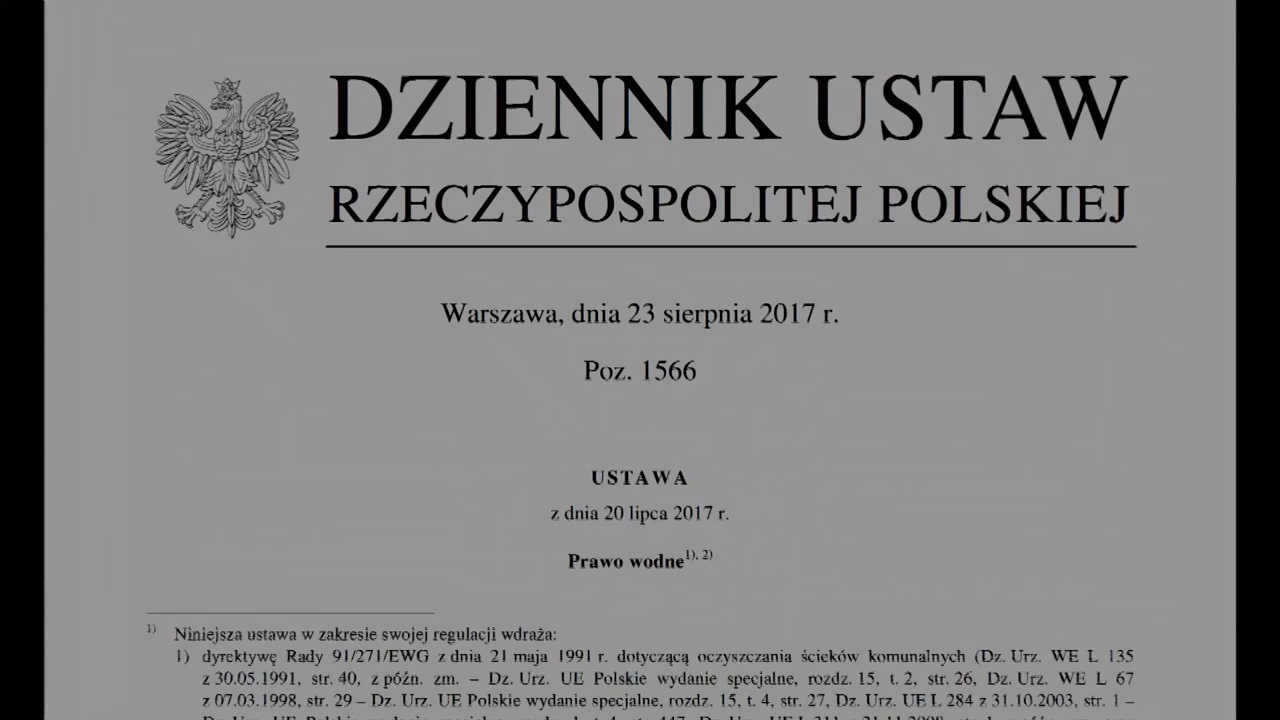 DZIENNIK USTAW
RZECZYPOSPOLITEJ POLSKIEJ
Warszawa, dnia 23 sierpnia 2017 r.
Poz. 1566
USTAWA
z dnia 20 lipca 2017 r.
Prawo wodne1), 2)
1) Niniejsza ustawa w zakresie swojej regulacji wdraża:
1) dyrektywę Rady 91/271/EWG z dnia 21 maja 1991 r. dotyczącą oczyszczania ścieków komunalnych (Dz. Urz. WE L 135
z 30.05.1991, str. 40, z późn. zm. – Dz. Urz. UE Polskie wydanie specjalne, rozdz. 15, t. 2, str. 26, Dz. Urz. WE L 67
z 07.03.1998, str. 29 – Dz. Urz. UE Polskie wydanie specjalne, rozdz. 15, t. 4, str. 27, Dz. Urz. UE L 284 z 31.10.2003, str. 1 –